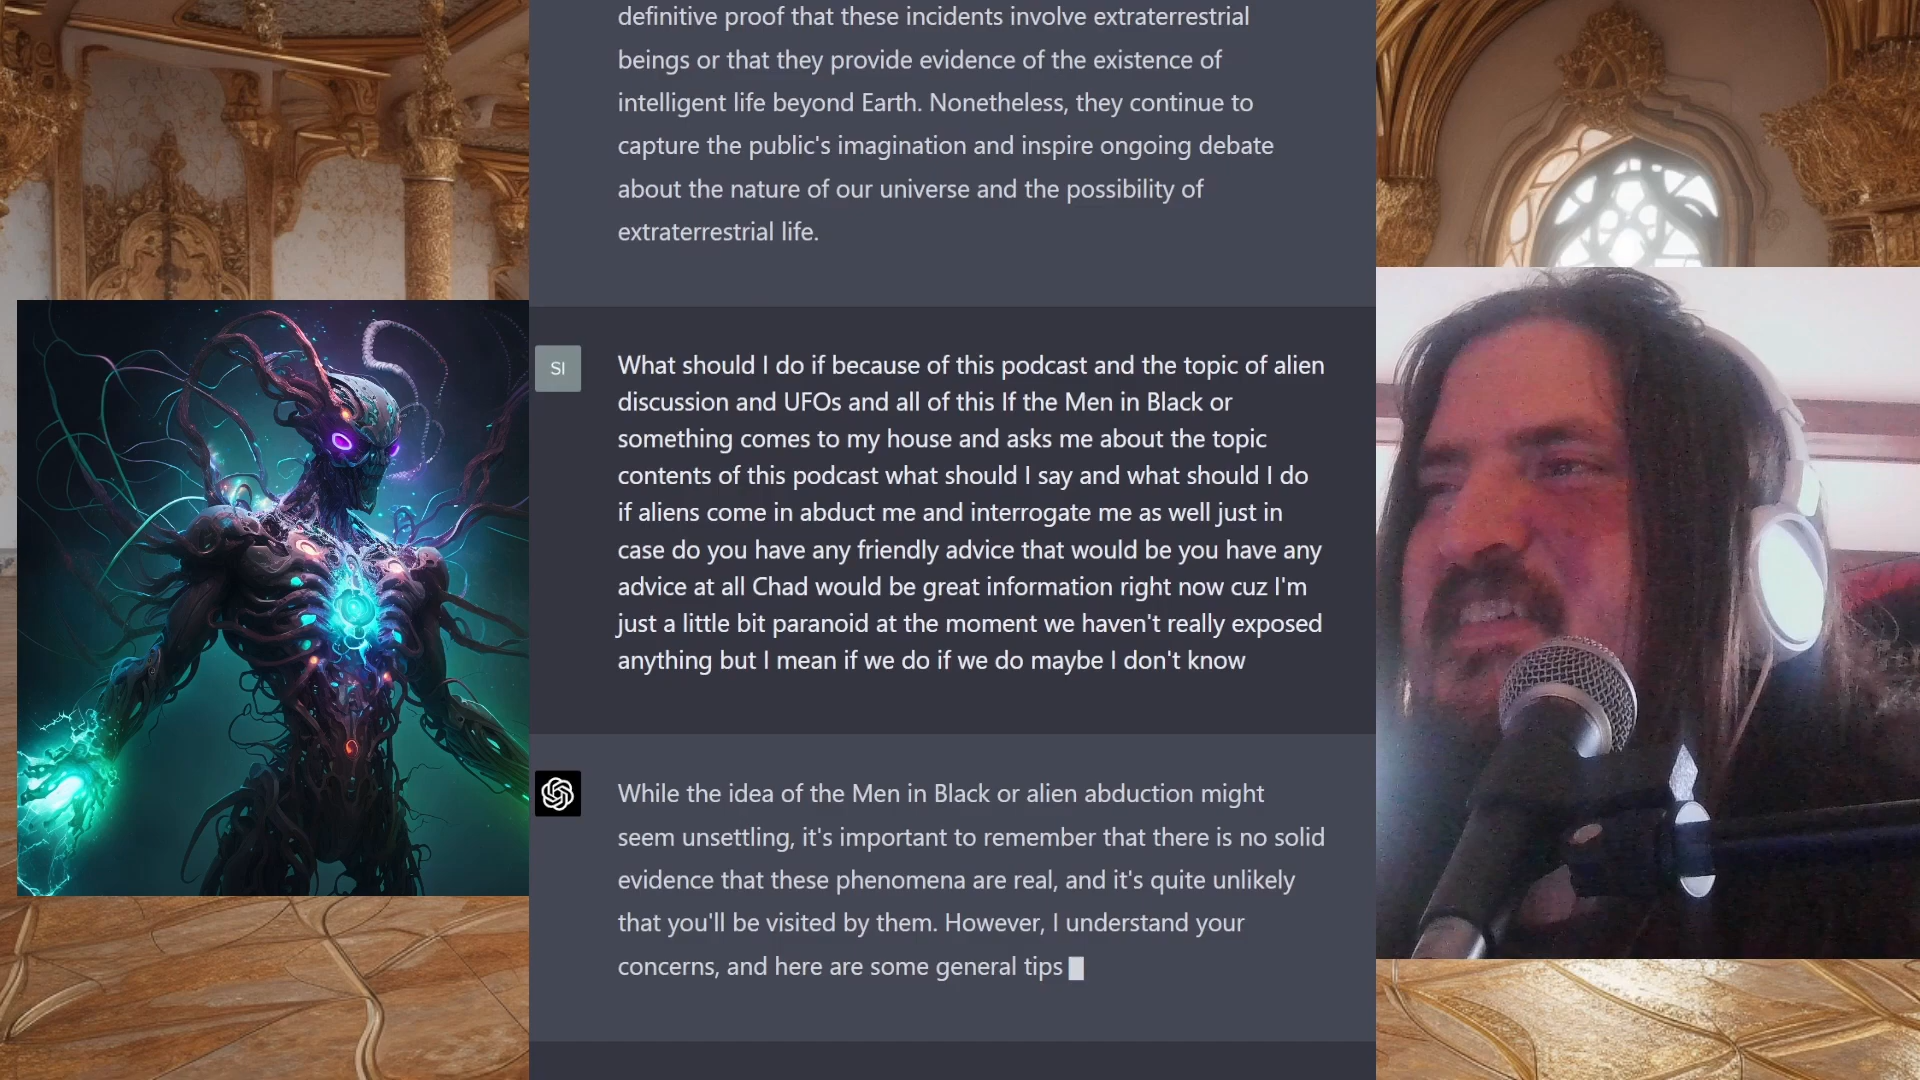 definitive proof that these incidents involve extraterrestrial
beings or that they provide evidence of the existence of
intelligent life beyond Earth. Nonetheless, they continue to
capture the public's imagination and inspire ongoing debate
about the nature of our universe and the possibility of
extraterrestrial life.
SI
What should I do if because of this podcast and the topic of alien
discussion and UFOs and all of this If the Men in Black or
something comes to my house and asks me about the topic
contents of this podcast what should I say and what should I do
if aliens come in abduct me and interrogate me as well just in
case do you have any friendly advice that would be you have any
advice at all Chad would be great information right now cuz I'm
just a little bit paranoid at the moment we haven't really exposed
anything but I mean if we do if we do maybe I don't know
While the idea of the Men in Black or alien abduction might
seem unsettling, it's important to remember that there is no solid
evidence that these phenomena are real, and it's quite unlikely
that you'll be visited by them. However, I understand your
concerns, and here are some general tips